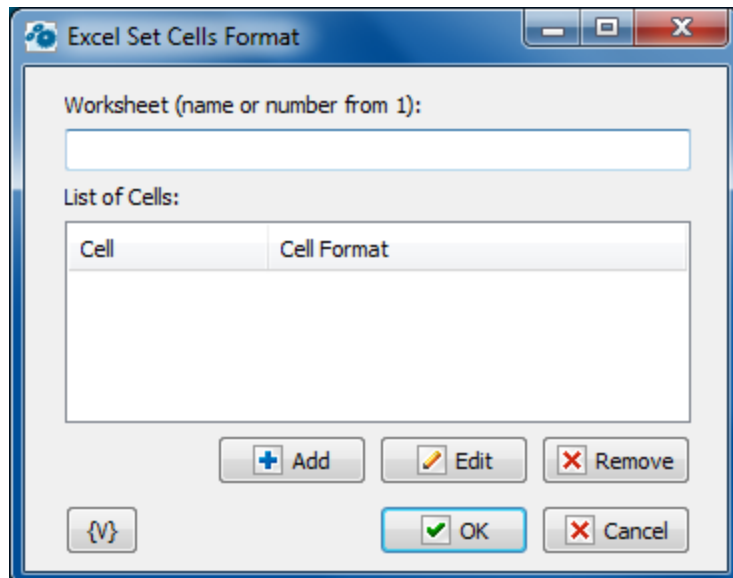 Excel Set Cells Format
Worksheet (name or number from 1):
List of Cells:
Cell Cell Format
Add Edit Remove
{V} OK Cancel